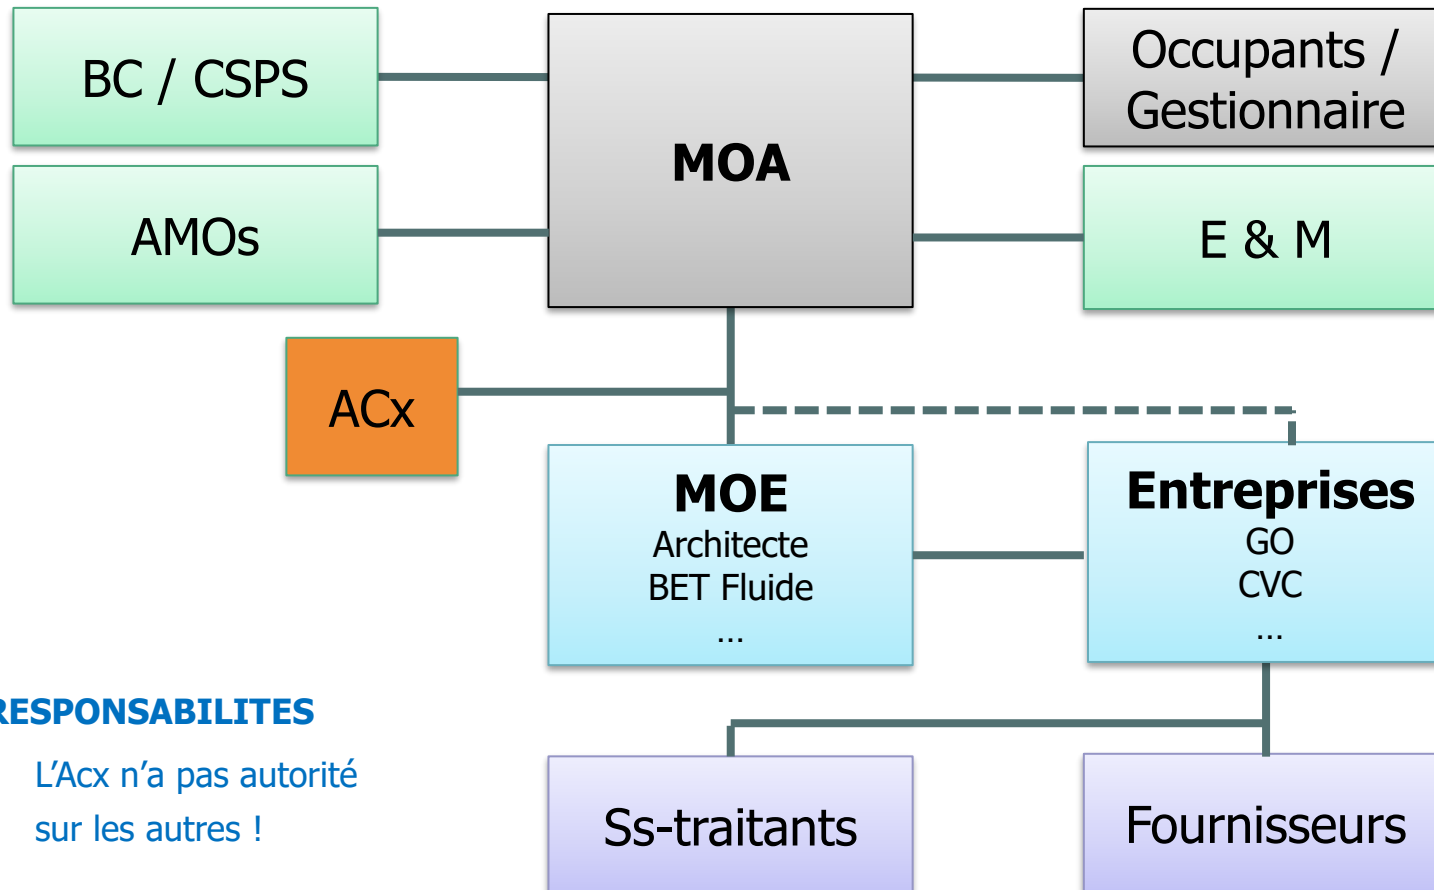 BC / CSPS
MOA
Occupants /
Gestionnaire
AMOs
E & M
ACx
MOE
Architecte
BET Fluide
...
Entreprises
GO
CVC
...
RESPONSABILITES
L'Acx n'a pas autorité
sur les autres !
Ss-traitants
Fournisseurs